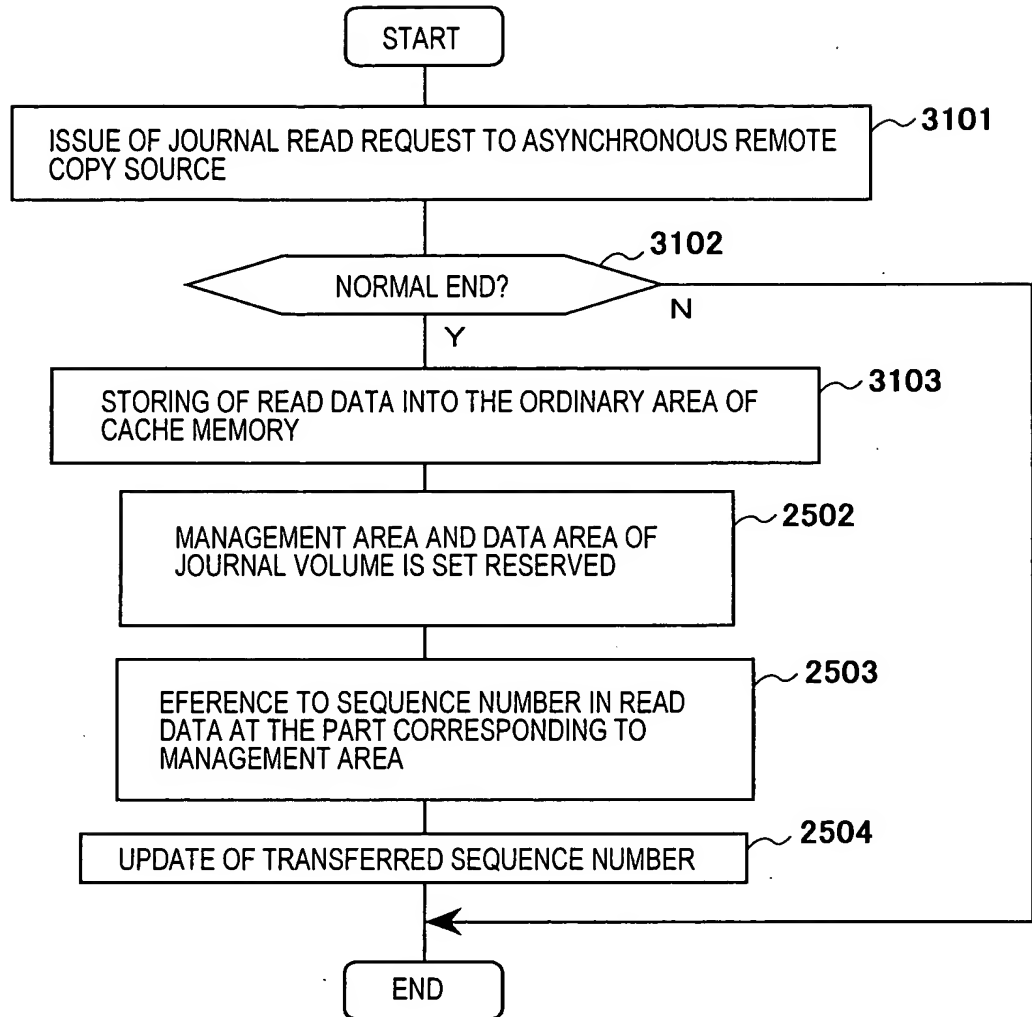 START
ISSUE OF JOURNAL READ REQUEST TO ASYNCHRONOUS REMOTE
COPY SOURCE
3101
NORMAL END?
3102
N
Y
STORING OF READ DATA INTO THE ORDINARY AREA OF
CACHE MEMORY
3103
MANAGEMENT AREA AND DATA AREA OF
JOURNAL VOLUME IS SET RESERVED
2502
EFERENCE TO SEQUENCE NUMBER IN READ
DATA AT THE PART CORRESPONDING TO
MANAGEMENT AREA
2503
UPDATE OF TRANSFERRED SEQUENCE NUMBER
2504
END